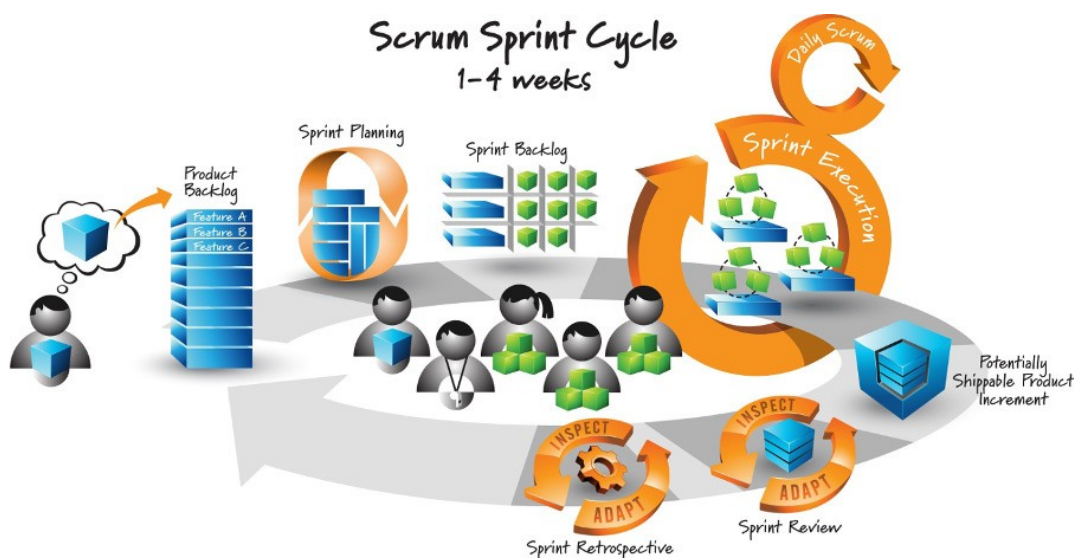 Scrum Sprint Cycle
1-4 weeks
Daily Scrum
Sprint Planning
Sprint Backlog
Sprint Execution
Product
Backlog
Feature A
Feature B
Feature C
Potentially
Shippable Product
Increment
INSPECT
ADAPT
Sprint Review
INSPECT
ADAPT
Sprint Retrospective